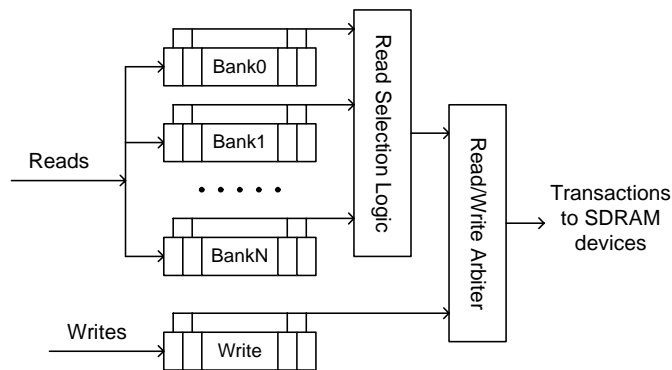 Bank0
Bank1
Reads
. . . . .
BankN
Writes
Write
Read Selection Logic
Read/Write Arbiter
Transactions
to SDRAM
devices